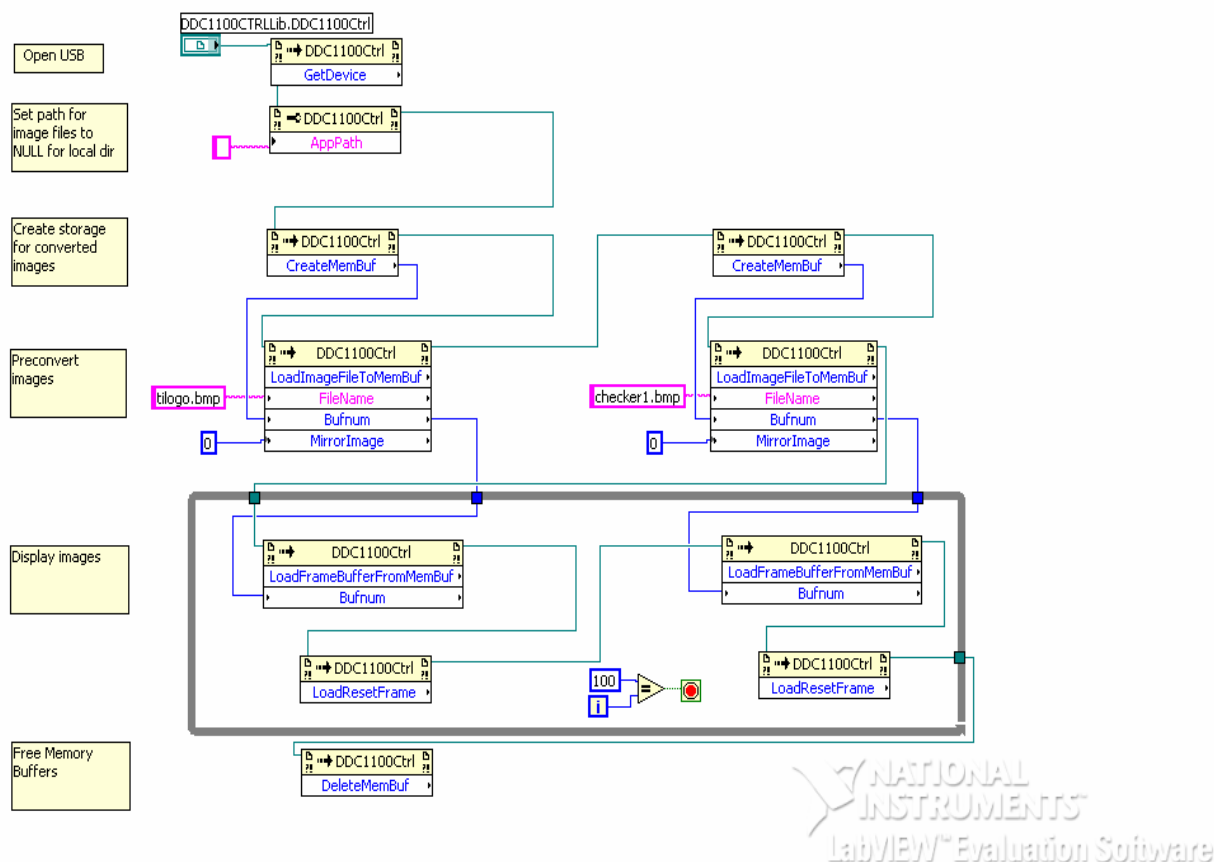 DDC1100CTRLLib.DDC1100Ctrl
Open USB
DDC1100Ctrl
GetDevice
Set path for
image files to
NULL for local dir
DDC1100Ctrl
AppPath
Create storage
for converted
images
DDC1100Ctrl
CreateMemBuf
DDC1100Ctrl
CreateMemBuf
Preconvert
images
DDC1100Ctrl
LoadImageFileToMemBuf
tilogo.bmp
FileName
Bufnum
0
MirrorImage
DDC1100Ctrl
LoadImageFileToMemBuf
checker1.bmp
FileName
Bufnum
0
MirrorImage
Display images
DDC1100Ctrl
LoadFrameBufferFromMemBuf
Bufnum
DDC1100Ctrl
LoadFrameBufferFromMemBuf
Bufnum
DDC1100Ctrl
LoadResetFrame
100
=
i
DDC1100Ctrl
LoadResetFrame
Free Memory
Buffers
DDC1100Ctrl
DeleteMemBuf
NATIONAL
INSTRUMENTS™
LabVIEW™ Evaluation Software